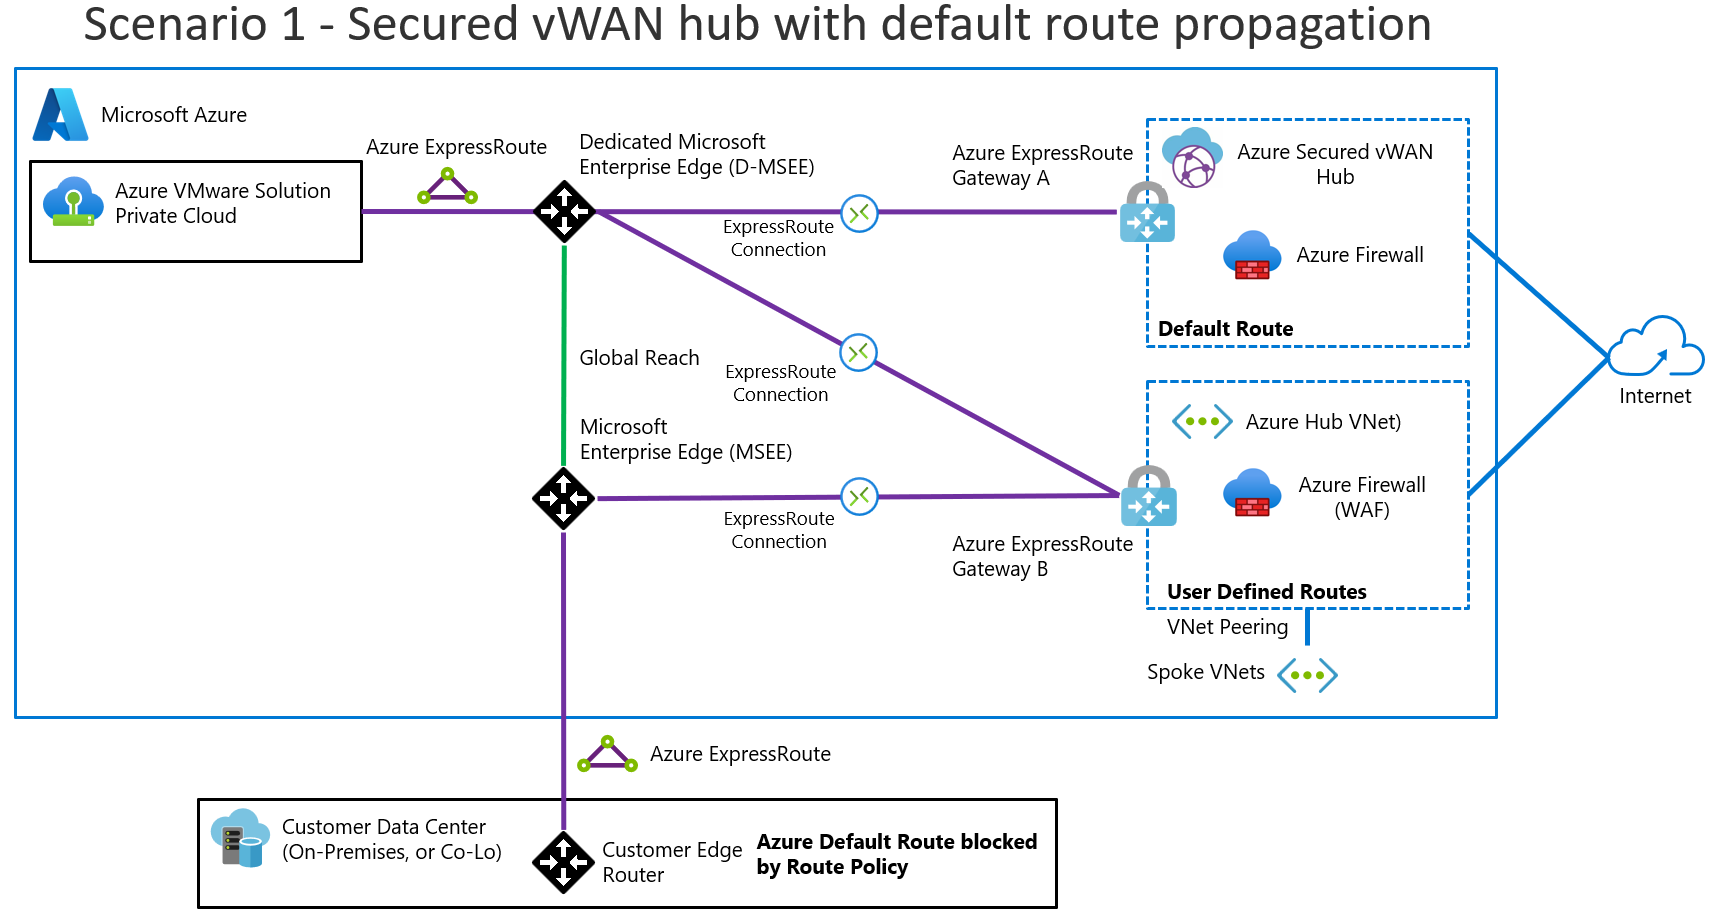 Scenario 1 - Secured vWAN hub with default route propagation
Microsoft Azure
Azure VMware Solution
Private Cloud
Azure ExpressRoute
Dedicated Microsoft
Enterprise Edge (D-MSEE)
ExpressRoute
Connection
Azure ExpressRoute
Gateway A
Azure Secured vWAN
Hub
Azure Firewall
Default Route
Global Reach
ExpressRoute
Connection
Internet
Microsoft
Enterprise Edge (MSEE)
ExpressRoute
Connection
Azure ExpressRoute
Gateway B
Azure Hub VNet)
Azure Firewall
(WAF)
User Defined Routes
VNet Peering
Spoke VNets
Azure ExpressRoute
Customer Data Center
(On-Premises, or Co-Lo)
Customer Edge
Router
Azure Default Route blocked
by Route Policy